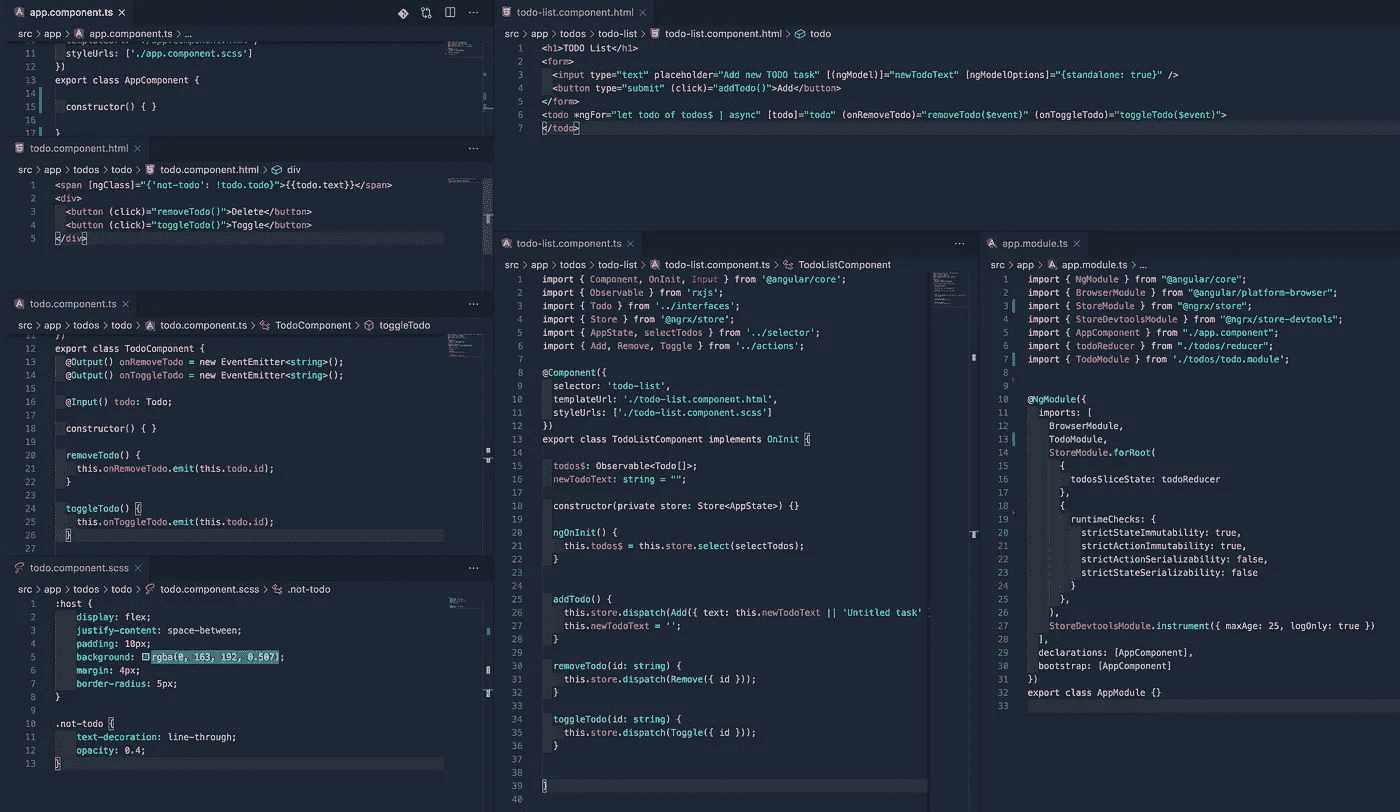 app.component.ts
src > app > app.component.ts > ...
11 styleUrls: ['./app.component.scss']
12 })
13 export class AppComponent {
14
15 constructor() { }
16
17 }
todo.component.html
src > app > todos > todo > todo.component.html > div
1 <span [ngClass]="{'not-todo': !todo.todo}">{{todo.text}}</span>
2 <div>
3 <button (click)="removeTodo()">Delete</button>
4 <button (click)="toggleTodo()">Toggle</button>
5 </div>
todo.component.ts
src > app > todos > todo > todo.component.ts > TodoComponent > toggleTodo
11 })
12 export class TodoComponent {
13 @Output() onRemoveTodo = new EventEmitter<string>();
14 @Output() onToggleTodo = new EventEmitter<string>();
15
16 @Input() todo: Todo;
17
18 constructor() { }
19
20 removeTodo() {
21 this.onRemoveTodo.emit(this.todo.id);
22 }
23
24 toggleTodo() {
25 this.onToggleTodo.emit(this.todo.id);
26 }
27
todo.component.scss
src > app > todos > todo > todo.component.scss > .not-todo
1 :host {
2 display: flex;
3 justify-content: space-between;
4 padding: 10px;
5 background: rgba(0, 163, 192, 0.507);
6 margin: 4px;
7 border-radius: 5px;
8 }
9
10 .not-todo {
11 text-decoration: line-through;
12 opacity: 0.4;
13 }
todo-list.component.html
src > app > todos > todo-list > todo-list.component.html > todo
1 <h1>TODO List</h1>
2 <form>
3 <input type="text" placeholder="Add new TODO task" [(ngModel)]="newTodoText" [ngModelOptions]="{standalone: true}" />
4 <button type="submit" (click)="addTodo()">Add</button>
5 </form>
6 <todo *ngFor="let todo of todos$ | async" [todo]="todo" (onRemoveTodo)="removeTodo($event)" (onToggleTodo)="toggleTodo($event)">
7 </todo>
todo-list.component.ts
src > app > todos > todo-list > todo-list.component.ts > TodoListComponent
1 import { Component, OnInit, Input } from '@angular/core';
2 import { Observable } from 'rxjs';
3 import { Todo } from '../interfaces';
4 import { Store } from '@ngrx/store';
5 import { AppState, selectTodos } from '../selector';
6 import { Add, Remove, Toggle } from '../actions';
7
8 @Component({
9 selector: 'todo-list',
10 templateUrl: './todo-list.component.html',
11 styleUrls: ['./todo-list.component.scss']
12 })
13 export class TodoListComponent implements OnInit {
14
15 todos$: Observable<Todo[]>;
16 newTodoText: string = "";
17
18 constructor(private store: Store<AppState>) {}
19
20 ngOnInit() {
21 this.todos$ = this.store.select(selectTodos);
22 }
23
24
25 addTodo() {
26 this.store.dispatch(Add({ text: this.newTodoText || 'Untitled task'
27 this.newTodoText = '';
28 }
29
30 removeTodo(id: string) {
31 this.store.dispatch(Remove({ id }));
32 }
33
34 toggleTodo(id: string) {
35 this.store.dispatch(Toggle({ id }));
36 }
37
38
39 }
40
app.module.ts
src > app > app.module.ts > ...
1 import { NgModule } from "@angular/core";
2 import { BrowserModule } from "@angular/platform-browser";
3 import { StoreModule } from "@ngrx/store";
4 import { StoreDevtoolsModule } from "@ngrx/store-devtools";
5 import { AppComponent } from "./app.component";
6 import { todoReducer } from "./todos/reducer";
7 import { TodoModule } from './todos/todo.module';
8
9
10 @NgModule({
11 imports: [
12 BrowserModule,
13 TodoModule,
14 StoreModule.forRoot(
15 {
16 todosSliceState: todoReducer
17 },
18 {
19 runtimeChecks: {
20 strictStateImmutability: true,
21 strictActionImmutability: true,
22 strictActionSerializability: false,
23 strictStateSerializability: false
24 }
25 },
26 ),
27 StoreDevtoolsModule.instrument({ maxAge: 25, logOnly: true })
28 ],
29 declarations: [AppComponent],
30 bootstrap: [AppComponent]
31 })
32 export class AppModule {}
33